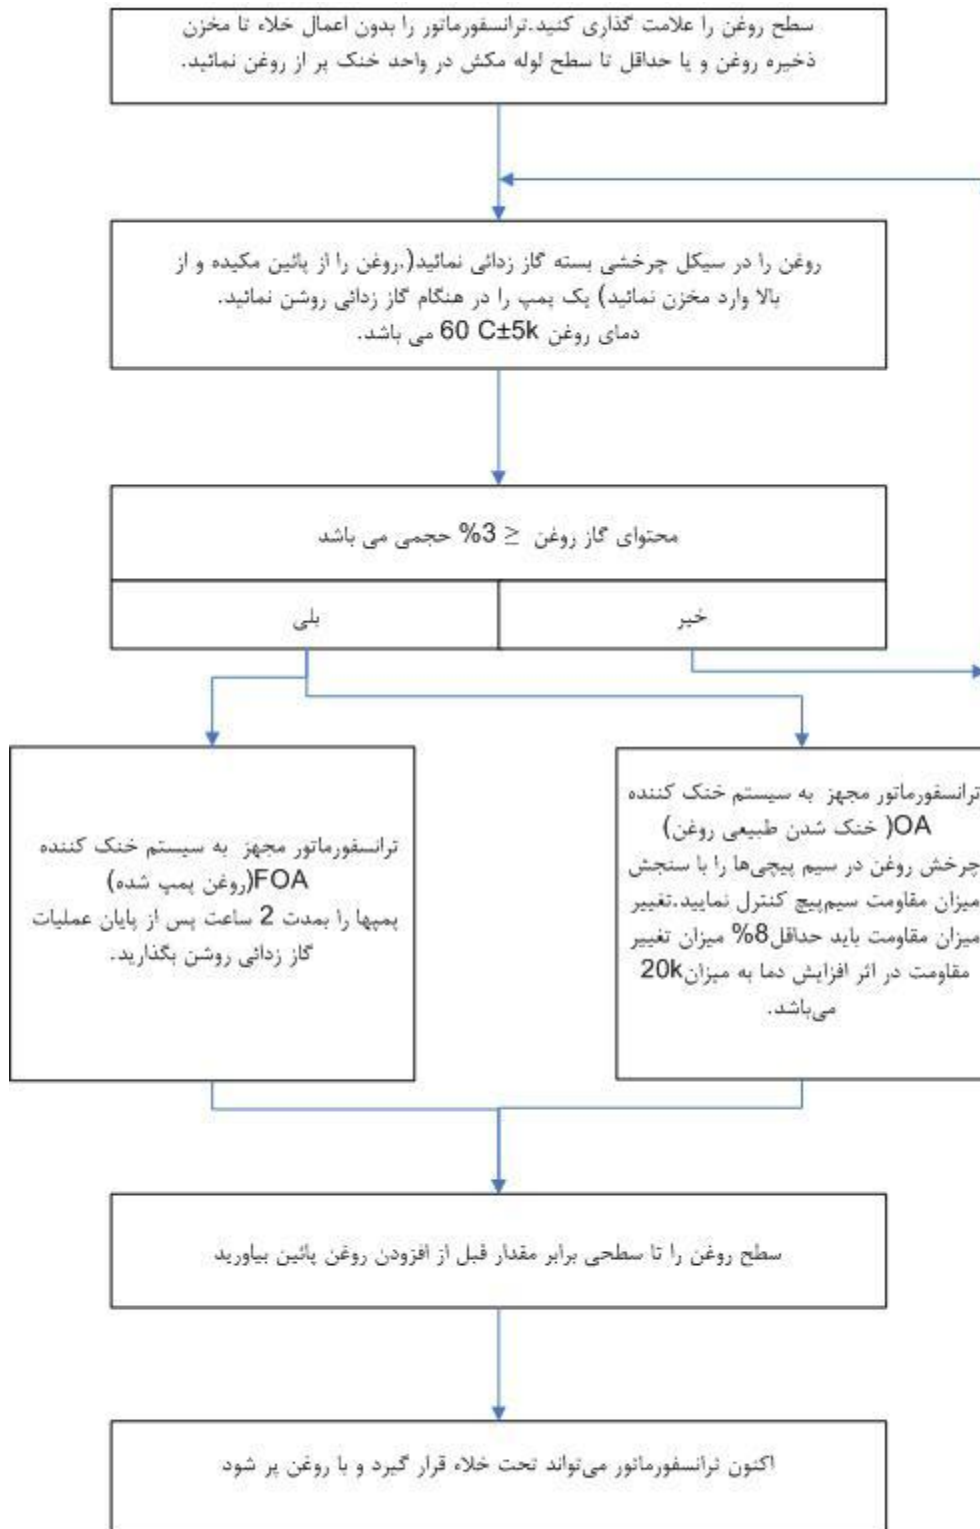 سطح روغن را علامت گذاری کنید.ترانسفورماتور را بدون اعمال خلاء تا مخزن
ذخیره روغن و یا حداقل تا سطح لوله مکش در واحد خنک پر از روغن نمائید.
روغن را در سیکل چرخشی بسته گاز زدائی نمائید(.روغن را از پائین مکیده و از
بالا وارد مخزن نمائید) یک پمپ را در هنگام گاز زدائی روشن نمائید.
دمای روغن 60 C±5k می باشد.
محتوای گاز روغن ≤ 3% حجمی می باشد
خیر
بلی
ترانسفورماتور مجهز به سیستم خنک کننده
OA( خنک شدن طبیعی روغن)
چرخش روغن در سیم پیچی‌ها را با سنجش
میزان مقاومت سیم‌پیچ کنترل نمایید.تغییر
میزان مقاومت باید حداقل8% میزان تغییر
مقاومت در اثر افزایش دما به میزان20k
می‌باشد.
ترانسفورماتور مجهز به سیستم خنک کننده
FOA(روغن پمپ شده)
پمپها را بمدت 2 ساعت پس از پایان عملیات
گاز زدائی روشن بگذارید.
سطح روغن را تا سطحی برابر مقدار قبل از افزودن روغن پائین بیاورید
اکنون ترانسفورماتور می‌تواند تحت خلاء قرار گیرد و با روغن پر شود